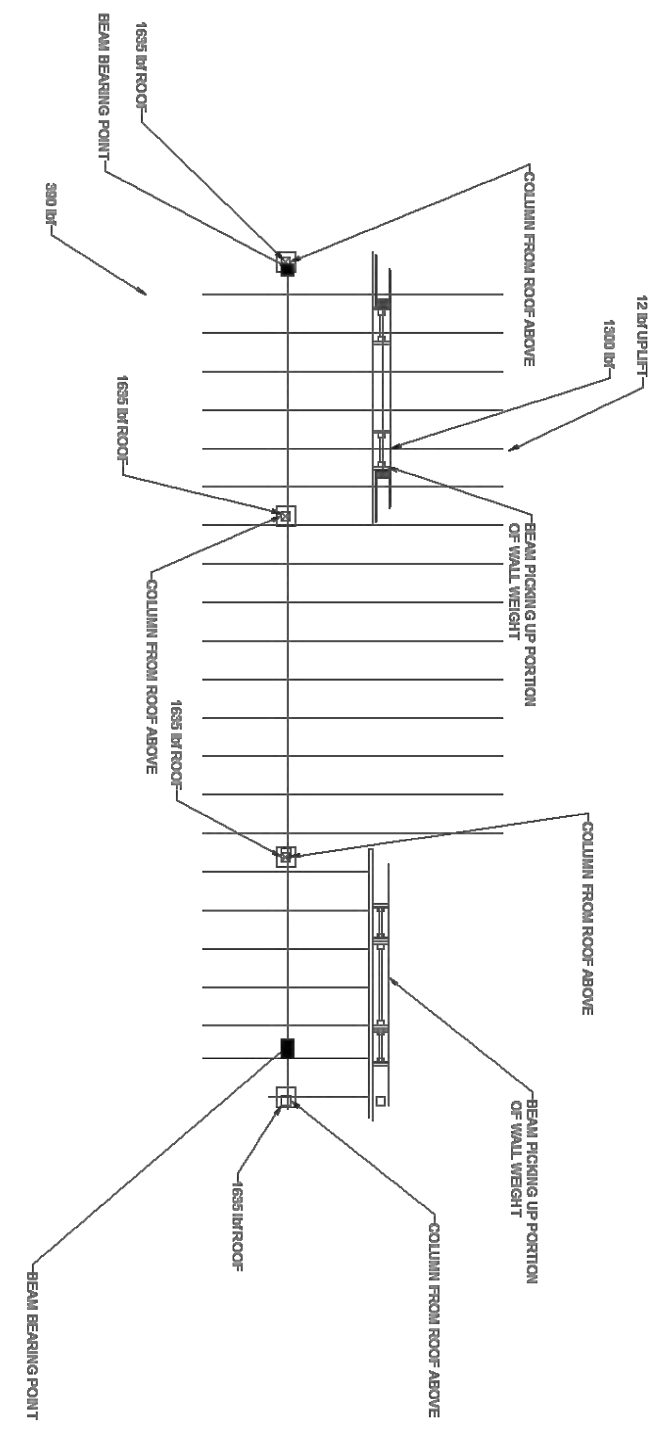 1635 lbf ROOF
BEAM BEARING POINT
390 lbf
COLUMN FROM ROOF ABOVE
12 lbf UPLIFT
1300 lbf
1635 lbf ROOF
BEAM PICKING UP PORTION
OF WALL WEIGHT
COLUMN FROM ROOF ABOVE
1635 lbf ROOF
COLUMN FROM ROOF ABOVE
BEAM PICKING UP PORTION
OF WALL WEIGHT
1635 lbf ROOF
COLUMN FROM ROOF ABOVE
BEAM BEARING POINT